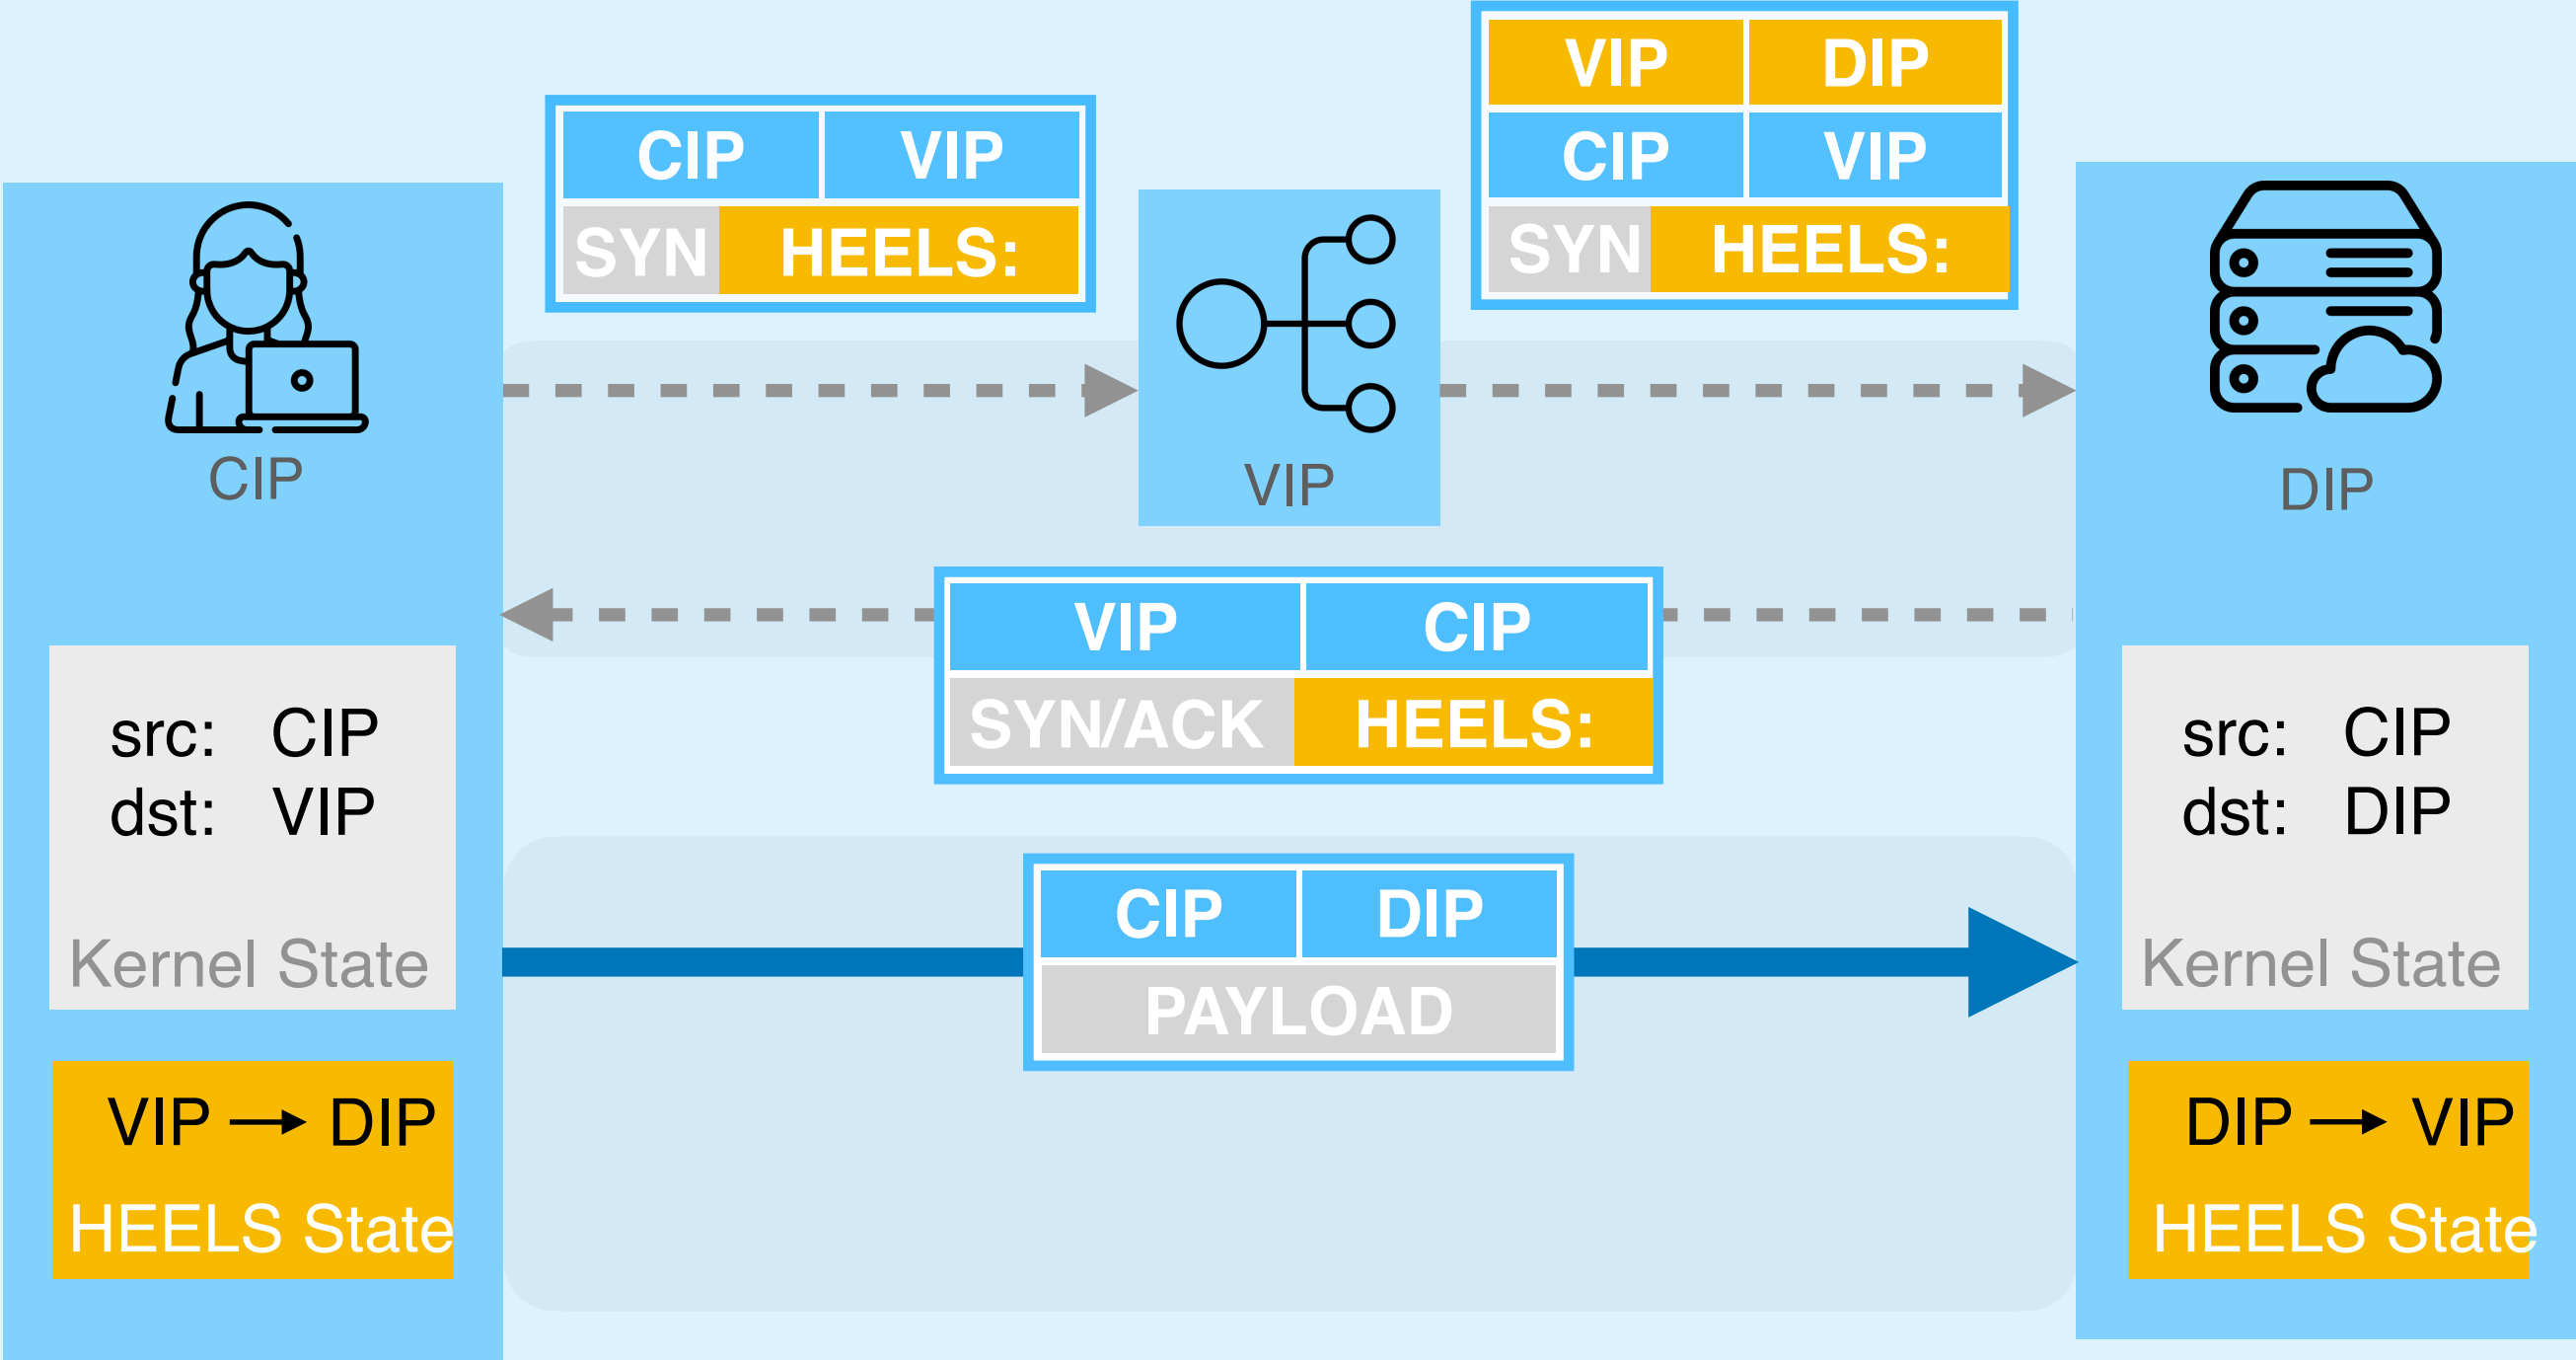 VIP DIP
CIP VIP
SYN HEELS:
CIP VIP
SYN HEELS:
CIP
VIP
DIP
VIP CIP
SYN/ACK HEELS:
src: CIP
dst: VIP
Kernel State
src: CIP
dst: DIP
Kernel State
CIP DIP
PAYLOAD
VIP → DIP
HEELS State
DIP → VIP
HEELS State